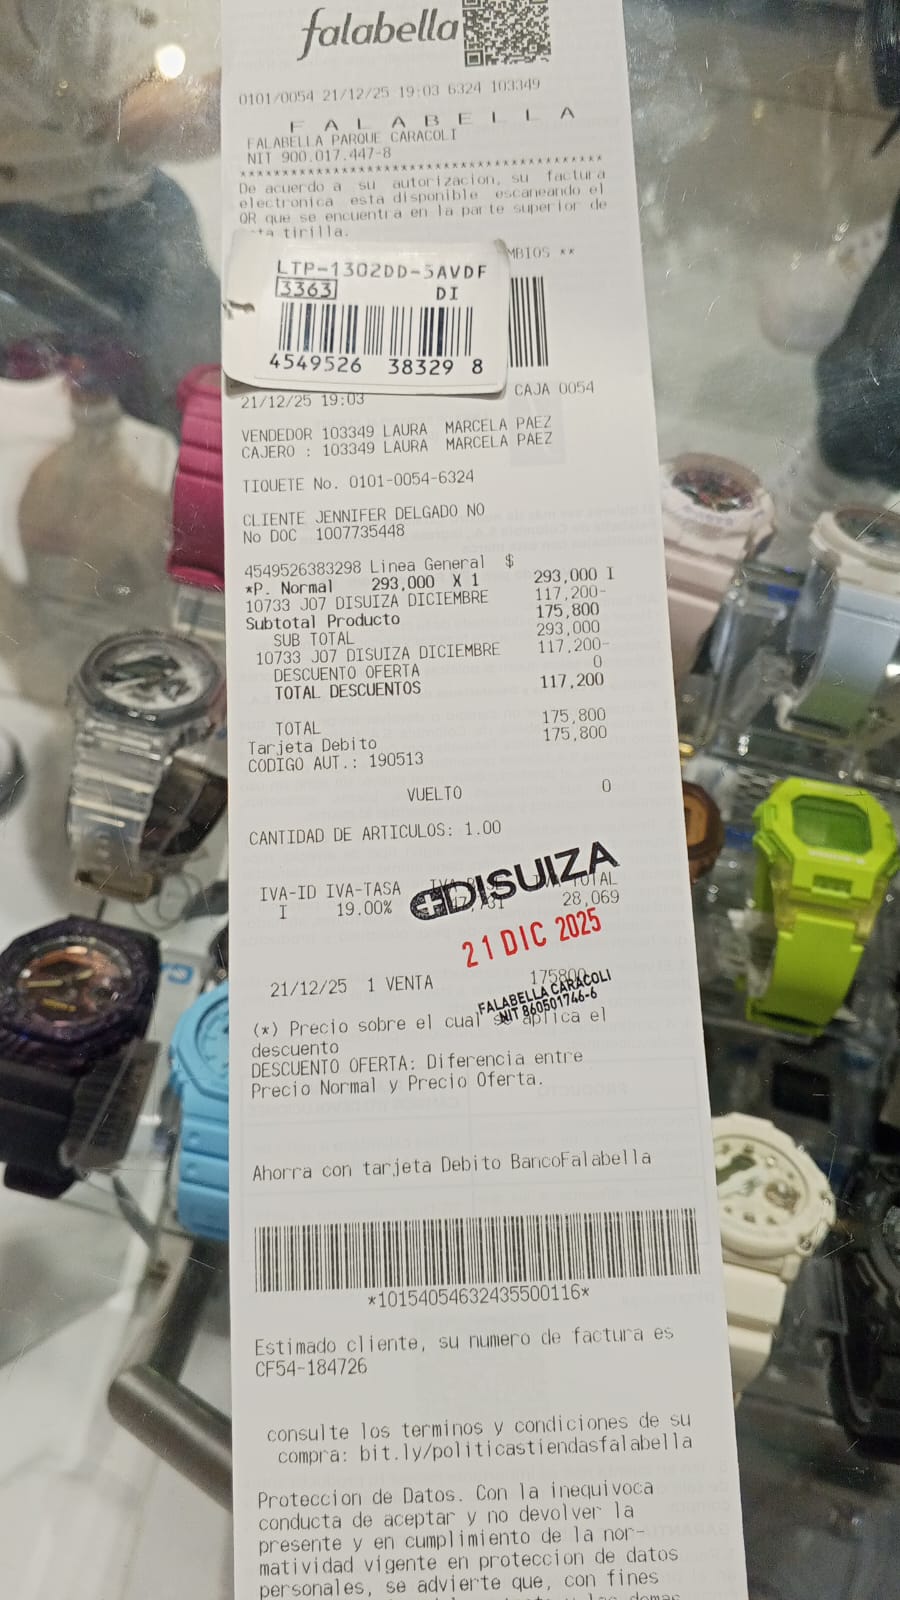 falabella
0101/0054 21/12/25 19:03 6324 103349
F A L A B E L L A
FALABELLA PARQUE CARACOLI
NIT 900.017.447-8
******************************************
De acuerdo a su autorizacion, su factura
electronica esta disponible escaneando el
QR que se encuentra en la parte superior de
tirilla.
MBIOS **
LTP-1302DD-5AVDF
3363 DI
4549526 38329 8
21/12/25 19:03 CAJA 0054
VENDEDOR 103349 LAURA MARCELA PAEZ
CAJERO : 103349 LAURA MARCELA PAEZ
TIQUETE No. 0101-0054-6324
CLIENTE JENNIFER DELGADO NO
No DOC 1007735448
4549526383298 Linea General $
*P. Normal 293,000 X 1 293,000 I
10733 J07 DISUIZA DICIEMBRE 117,200-
Subtotal Producto 175,800
SUB TOTAL 293,000
10733 J07 DISUIZA DICIEMBRE 117,200-
DESCUENTO OFERTA 0
TOTAL DESCUENTOS 117,200
TOTAL 175,800
Tarjeta Debito 175,800
CODIGO AUT.: 190513
VUELTO 0
CANTIDAD DE ARTICULOS: 1.00
IVA-ID IVA-TASA TOTAL
I 19.00% 28,069
DISUIZA
21 DIC 2025
21/12/25 1 VENTA 175800
FALABELLA CARACOLI
NIT 860501746-6
(*) Precio sobre el cual se aplica el
descuento
DESCUENTO OFERTA: Diferencia entre
Precio Normal y Precio Oferta.
Ahorra con tarjeta Debito BancoFalabella
*10154054632435500116*
Estimado cliente, su numero de factura es
CF54-184726
consulte los terminos y condiciones de su
compra: bit.ly/politicastiendasfalabella
Proteccion de Datos. Con la inequivoca
conducta de aceptar y no devolver la
presente y en cumplimiento de la nor-
matividad vigente en proteccion de datos
personales, se advierte que, con fines